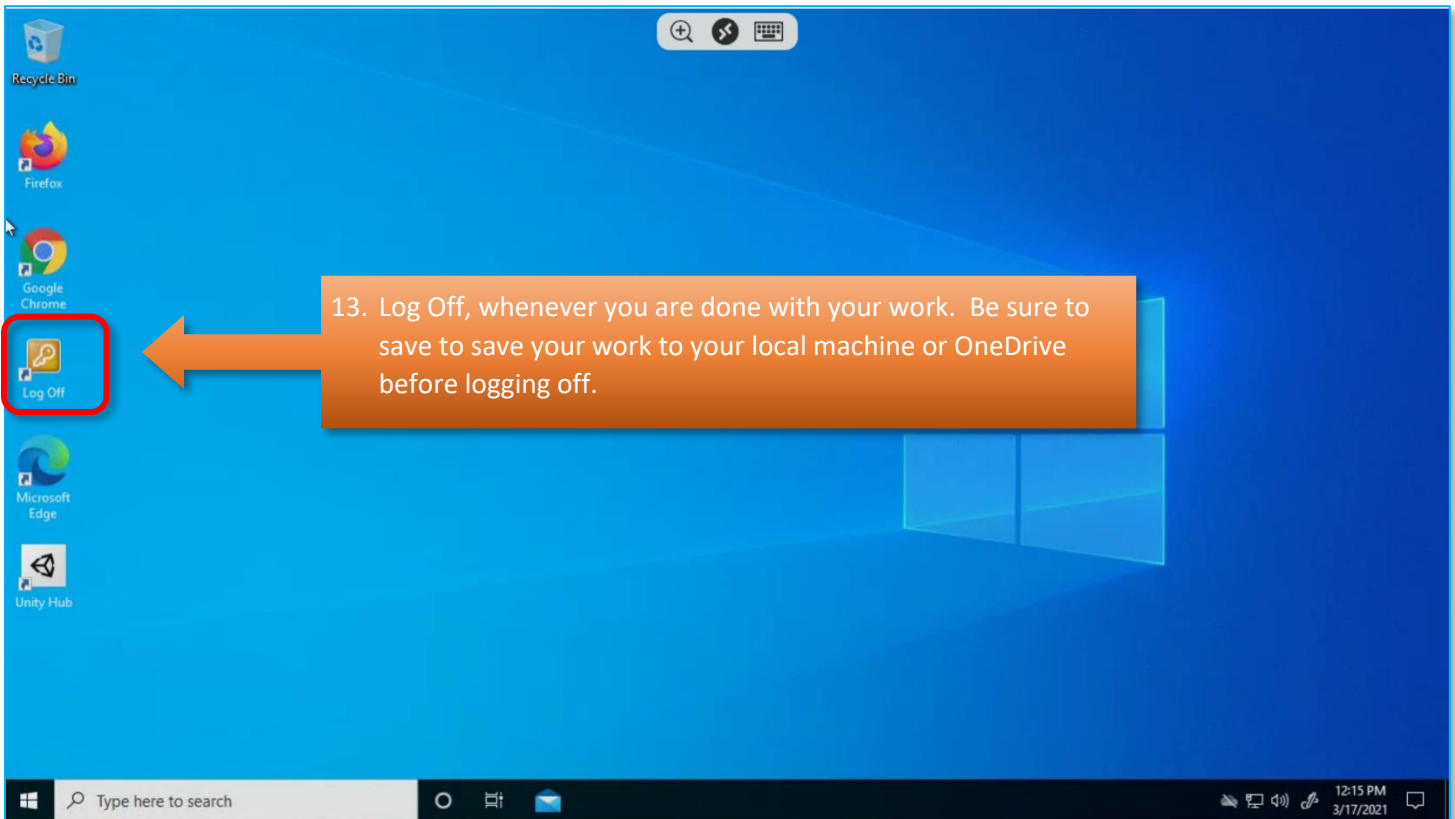 Recycle Bin
Firefox
Google
Chrome
13. Log Off, whenever you are done with your work.  Be sure to
save to save your work to your local machine or OneDrive
before logging off.
Log Off
Microsoft
Edge
Unity Hub
Type here to search
12:15 PM
3/17/2021